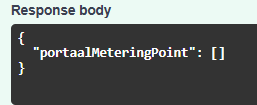 Response body
{
  "portaalMeteringPoint": []
}